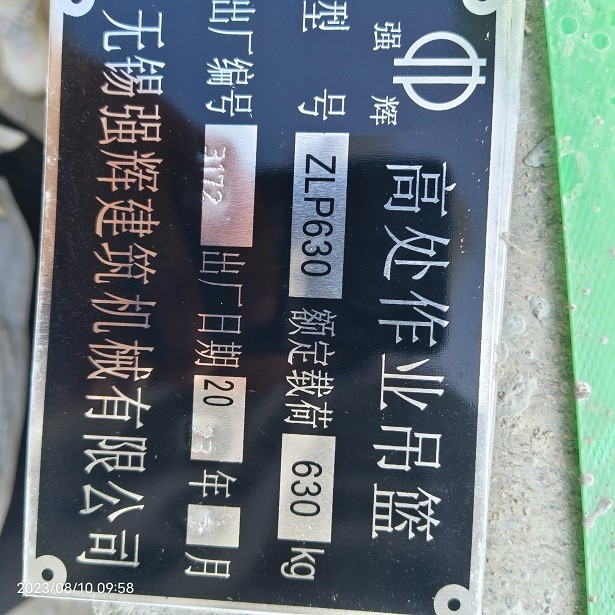 强辉 高处作业吊篮
型号 ZLP630 额定载荷 630 kg
出厂编号 3172 出厂日期 20 3年 月
无锡强辉建筑机械有限公司
2023/08/10 09:58